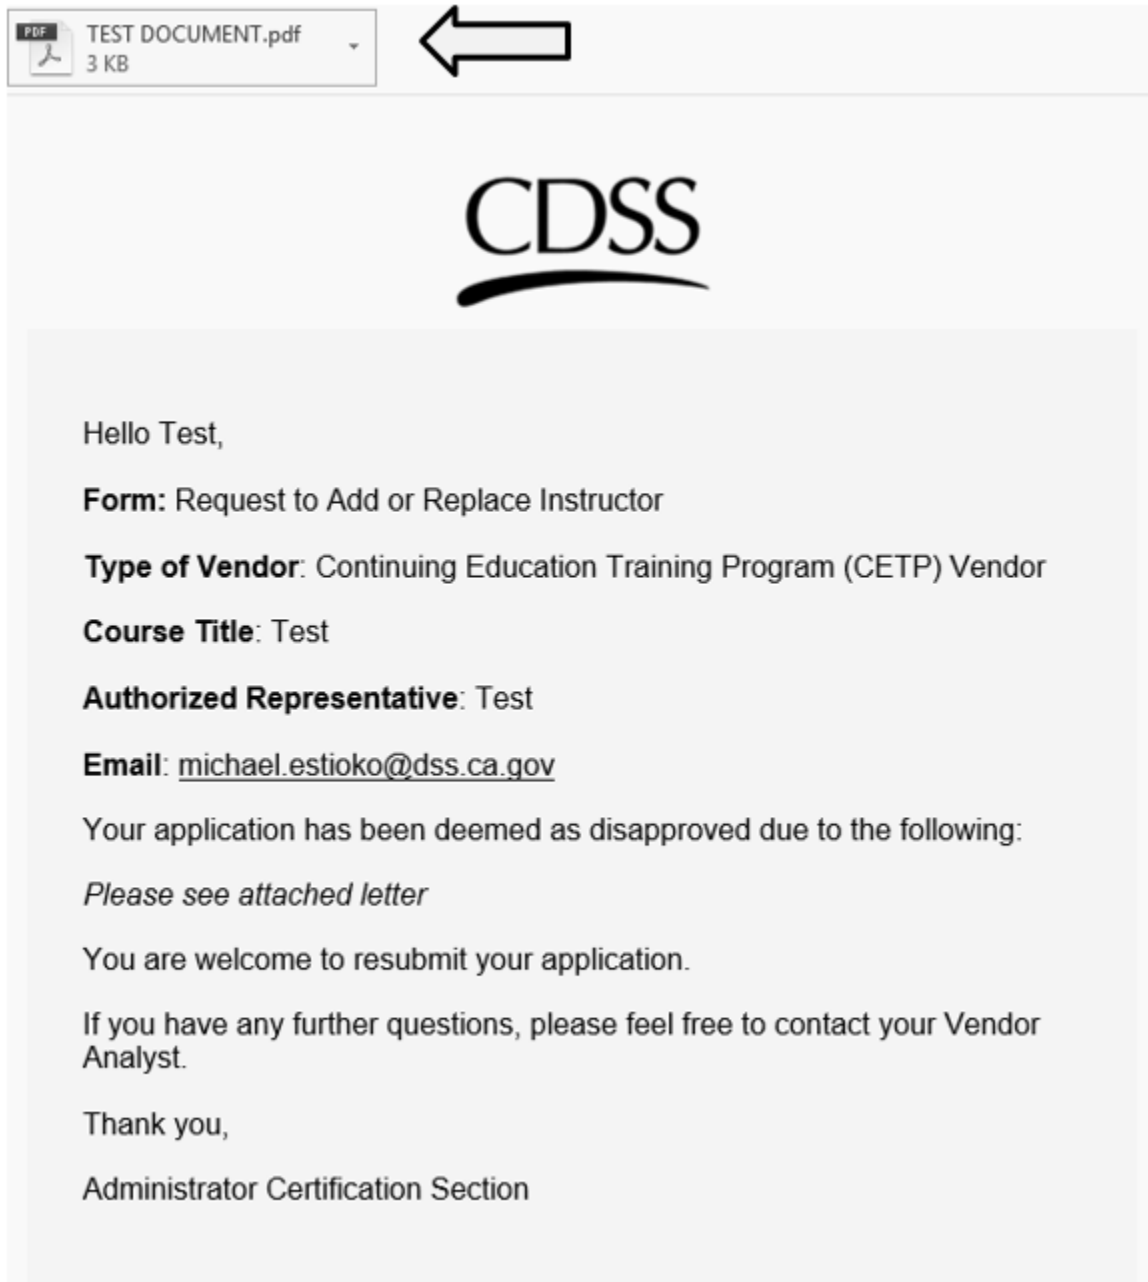 PDF
TEST DOCUMENT.pdf
3 KB
CDSS
Hello Test,
Form: Request to Add or Replace Instructor
Type of Vendor: Continuing Education Training Program (CETP) Vendor
Course Title: Test
Authorized Representative: Test
Email: michael.estioko@dss.ca.gov
Your application has been deemed as disapproved due to the following:
Please see attached letter
You are welcome to resubmit your application.
If you have any further questions, please feel free to contact your Vendor
Analyst.
Thank you,
Administrator Certification Section